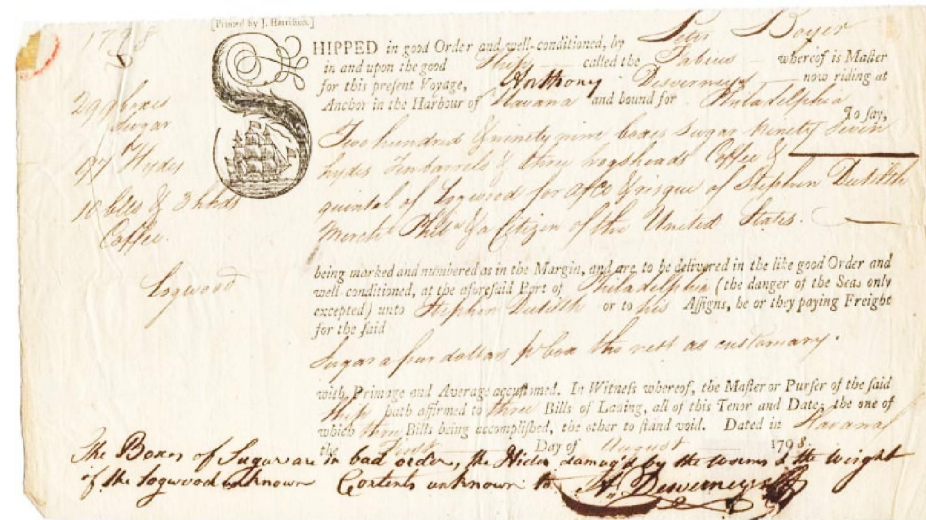 [Printed by J. Harrison.]
1798
SHIPPED in good Order and well-conditioned, by Peter Boyer
in and upon the good Ship called the Fabius whereof is Master
for this present Voyage, Anthony Deverneys now riding at
Anchor in the Harbour of Havana and bound for Philadelphia
To say,
299 boxes
Sugar
97 Hydes
10 blls & 3 hhds
Coffee.
Logwood
Two hundred & ninety nine boxes Sugar Ninety Seven
hydes Ten barrels & three hogsheads Coffee &
quintal of Logwood for acco & risque of Stephen Dutilh
Mercht Phila & a Citizen of the United States.
being marked and numbered as in the Margin, and are to be delivered in the like good Order and
well-conditioned, at the aforesaid Port of Philadelphia (the danger of the Seas only
excepted) unto Stephen Dutilh or to his Assigns, he or they paying Freight
for the said
Sugar a four dollars pr box the rest as customary.
with Primage and Average accustomed. In Witness whereof, the Master or Purser of the said
Ship hath affirmed to three Bills of Lading, all of this Tenor and Date; the one of
which three Bills being accomplished, the other to stand void. Dated in Havana
the First Day of August 1798.
The Boxes of Sugar are in bad order, the Hides damag'd by the worms & the weight
of the Logwood unknown Contents unknown to A. Deverneys